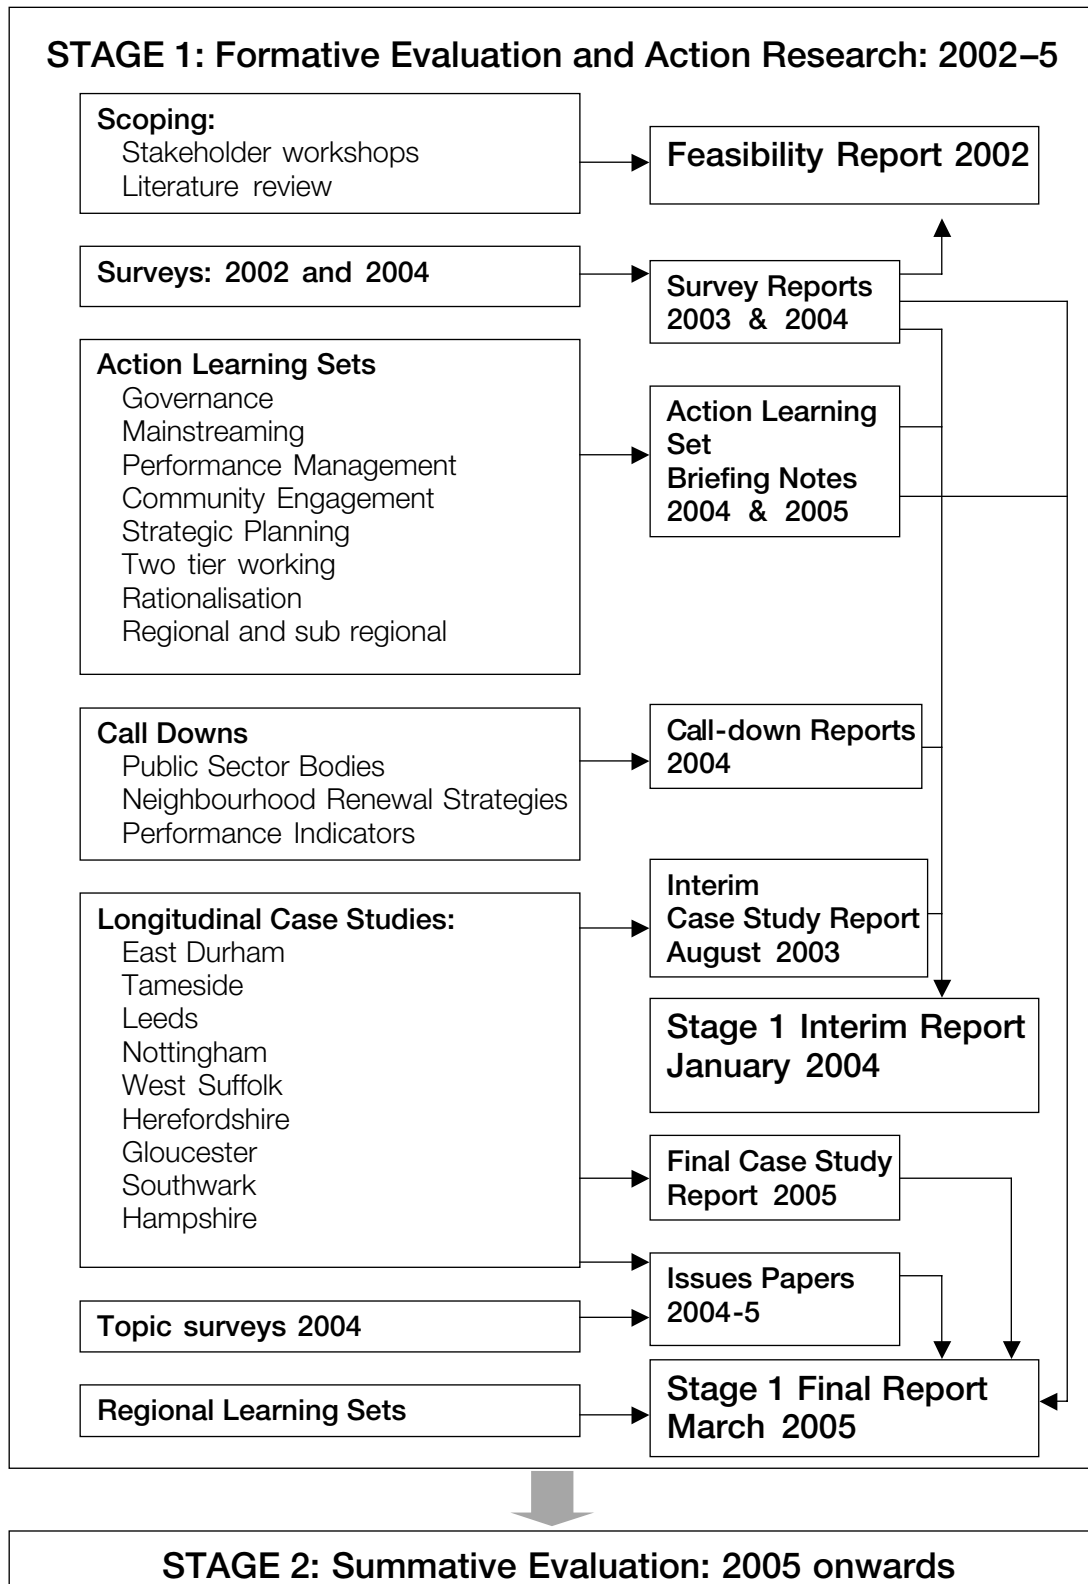 STAGE 1: Formative Evaluation and Action Research: 2002–5
Scoping:
Stakeholder workshops
Literature review
Feasibility Report 2002
Surveys: 2002 and 2004
Survey Reports
2003 & 2004
Action Learning Sets
Governance
Mainstreaming
Performance Management
Community Engagement
Strategic Planning
Two tier working
Rationalisation
Regional and sub regional
Action Learning
Set
Briefing Notes
2004 & 2005
Call Downs
Public Sector Bodies
Neighbourhood Renewal Strategies
Performance Indicators
Call-down Reports
2004
Longitudinal Case Studies:
East Durham
Tameside
Leeds
Nottingham
West Suffolk
Herefordshire
Gloucester
Southwark
Hampshire
Interim
Case Study Report
August 2003
Stage 1 Interim Report
January 2004
Final Case Study
Report 2005
Issues Papers
2004-5
Topic surveys 2004
Regional Learning Sets
Stage 1 Final Report
March 2005
STAGE 2: Summative Evaluation: 2005 onwards